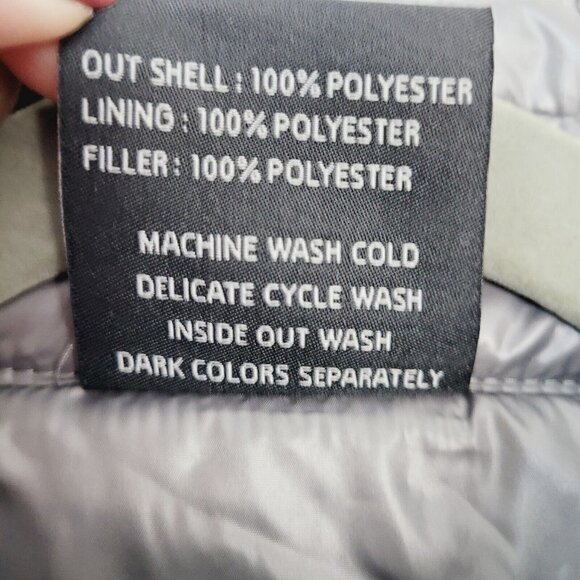 OUT SHELL : 100% POLYESTER
LINING : 100% POLYESTER
FILLER : 100% POLYESTER
MACHINE WASH COLD
DELICATE CYCLE WASH
INSIDE OUT WASH
DARK COLORS SEPARATELY